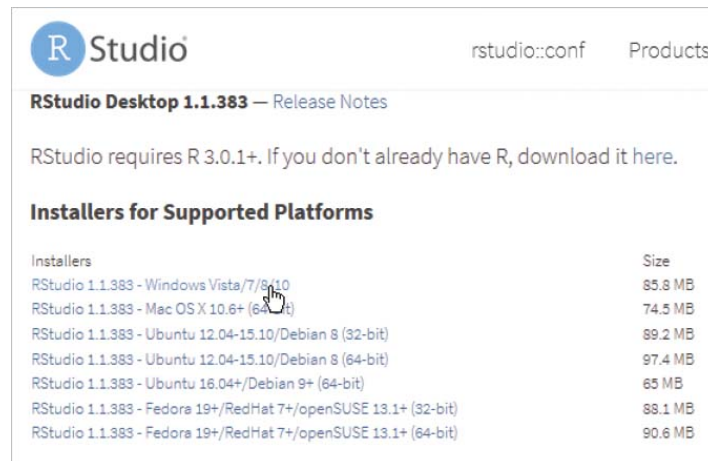 R Studio rstudio::conf Products
RStudio Desktop 1.1.383 — Release Notes
RStudio requires R 3.0.1+. If you don't already have R, download it here.
Installers for Supported Platforms
Installers Size
RStudio 1.1.383 - Windows Vista/7/8/10 85.8 MB
RStudio 1.1.383 - Mac OS X 10.6+ (64-bit) 74.5 MB
RStudio 1.1.383 - Ubuntu 12.04-15.10/Debian 8 (32-bit) 89.2 MB
RStudio 1.1.383 - Ubuntu 12.04-15.10/Debian 8 (64-bit) 97.4 MB
RStudio 1.1.383 - Ubuntu 16.04+/Debian 9+ (64-bit) 65 MB
RStudio 1.1.383 - Fedora 19+/RedHat 7+/openSUSE 13.1+ (32-bit) 88.1 MB
RStudio 1.1.383 - Fedora 19+/RedHat 7+/openSUSE 13.1+ (64-bit) 90.6 MB